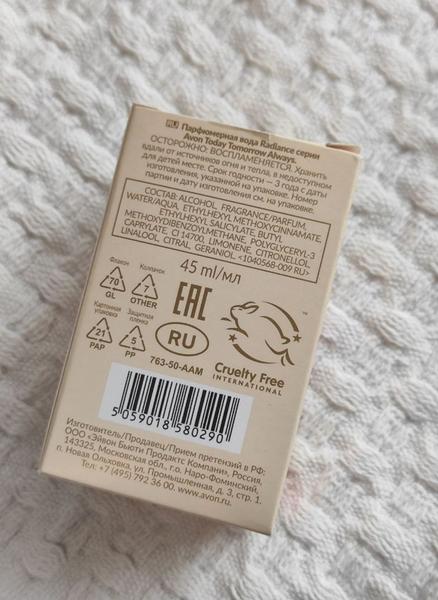 RU Парфюмерная вода Radiance серии
Avon Today Tomorrow Always.
ОСТОРОЖНО: ВОСПЛАМЕНЯЕТСЯ. Хранить
вдали от источников огня и тепла, в недоступном
для детей месте. Срок годности — 3 года с даты
изготовления, указанной на упаковке. Номер
партии и дату изготовления см. на упаковке.
СОСТАВ: ALCOHOL, FRAGRANCE/PARFUM,
WATER/AQUA, ETHYLHEXYL METHOXYCINNAMATE,
ETHYLHEXYL SALICYLATE, BUTYL
METHOXYDIBENZOYLMETHANE, POLYGLYCERYL-3
CAPRYLATE, CI 14700, LIMONENE, CITRONELLOL,
LINALOOL, CITRAL, GERANIOL. <1040568-009 RU>
45 ml/мл
Флакон
Колпачок
70
GL
7
OTHER
EAC
Картонная
упаковка
Защитная
пленка
21
PAP
5
PP
RU
763-50-AAM
™
Cruelty Free
INTERNATIONAL
5 059018 580290
Изготовитель/Продавец/Прием претензий в РФ:
ООО «Эйвон Бьюти Продактс Компани», Россия,
143325, Московская обл., г.о. Наро-Фоминский,
п. Новая Ольховка, ул. Промышленная, д. 3, стр. 1.
Тел: +7 (495) 792 36 00. www.avon.ru.